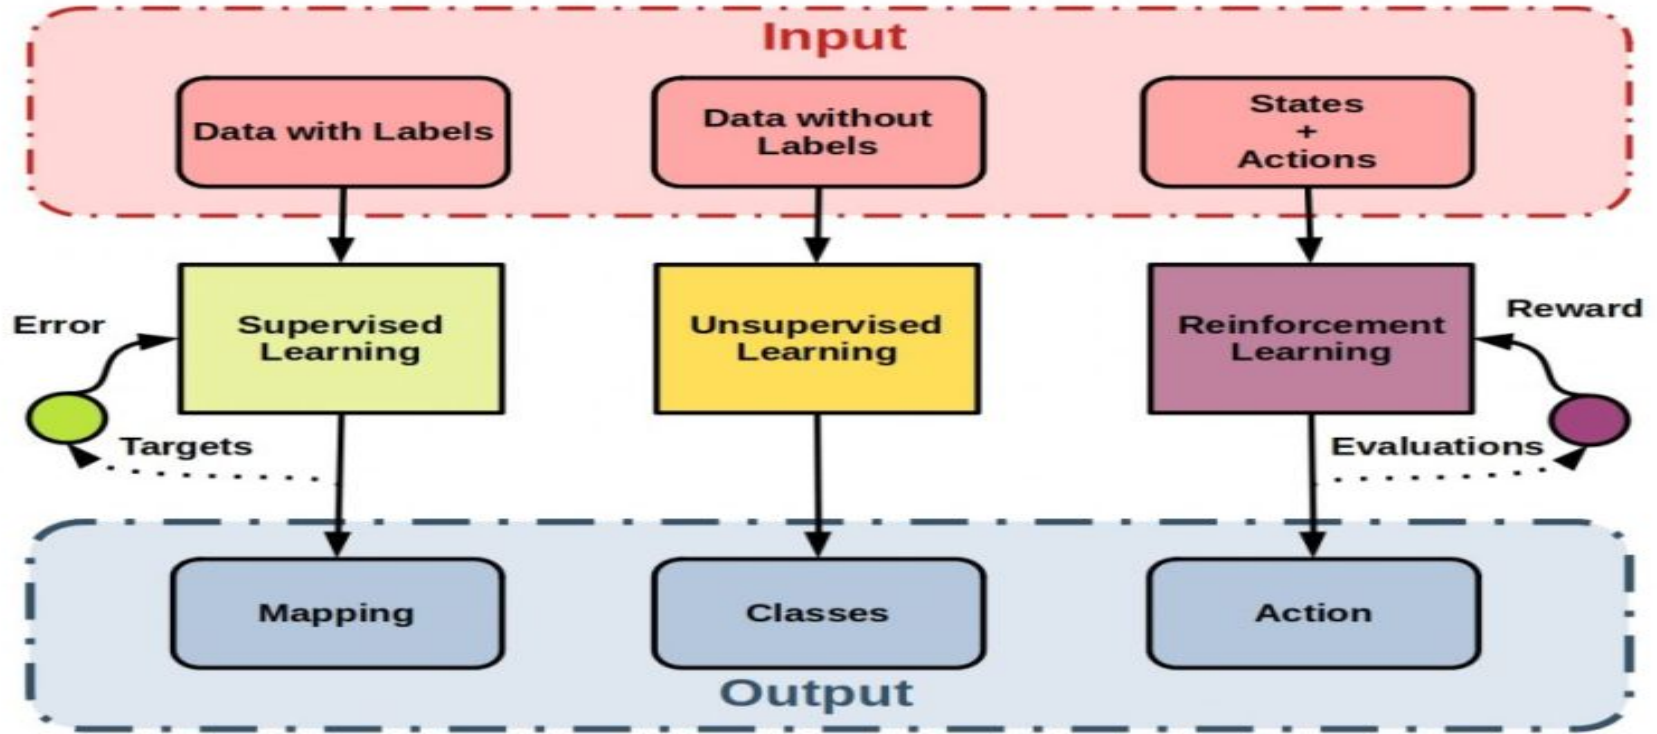 Input
Data with Labels
Data without
Labels
States
+
Actions
Error
Supervised
Learning
Targets
Unsupervised
Learning
Reinforcement
Learning
Reward
Evaluations
Mapping
Classes
Action
Output